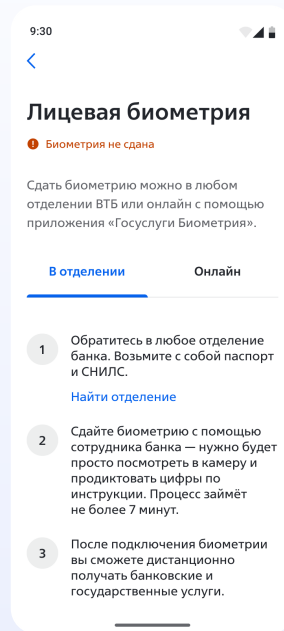 9:30
Лицевая биометрия
Биометрия не сдана
Сдать биометрию можно в любом
отделении ВТБ или онлайн с помощью
приложения «Госуслуги Биометрия».
В отделении
Онлайн
1
Обратитесь в любое отделение
банка. Возьмите с собой паспорт
и СНИЛС.
Найти отделение
2
Сдайте биометрию с помощью
сотрудника банка — нужно будет
просто посмотреть в камеру и
продиктовать цифры по
инструкции. Процесс займёт
не более 7 минут.
3
После подключения биометрии
вы сможете дистанционно
получать банковские и
государственные услуги.